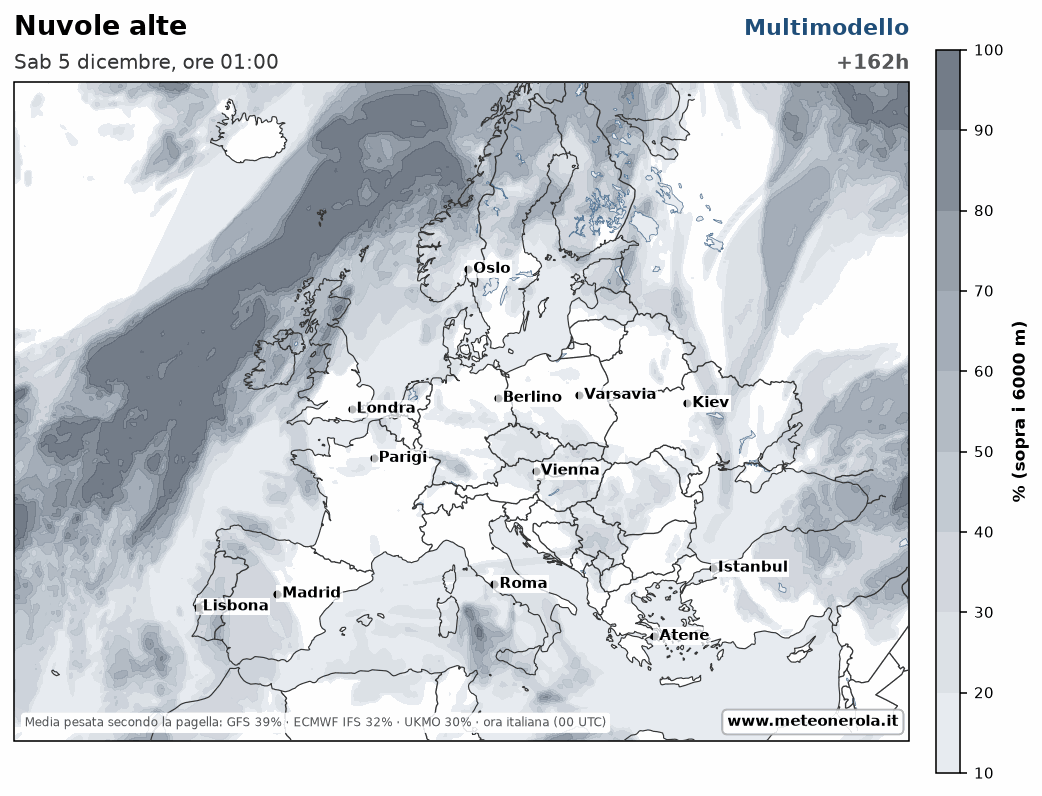 Nuvole alte
Multimodello
Sab 5 dicembre, ore 01:00
+162h
100
90
80
70
60
50
40
30
20
10
% (sopra i 6000 m)
Oslo
Londra
Berlino
Varsavia
Kiev
Parigi
Vienna
Istanbul
Roma
Madrid
Lisbona
Atene
Media pesata secondo la pagella: GFS 39% · ECMWF IFS 32% · UKMO 30% · ora italiana (00 UTC)
www.meteonerola.it